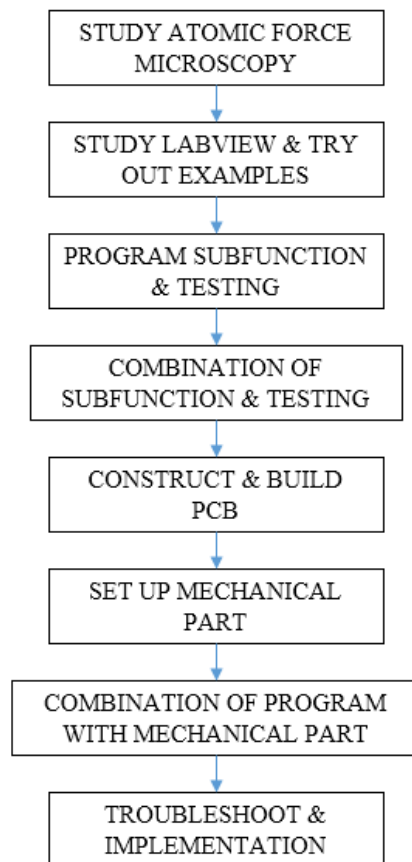 STUDY ATOMIC FORCE
MICROSCOPY
STUDY LABVIEW & TRY
OUT EXAMPLES
PROGRAM SUBFUNCTION
& TESTING
COMBINATION OF
SUBFUNCTION & TESTING
CONSTRUCT & BUILD
PCB
SET UP MECHANICAL
PART
COMBINATION OF PROGRAM
WITH MECHANICAL PART
TROUBLESHOOT &
IMPLEMENTATION